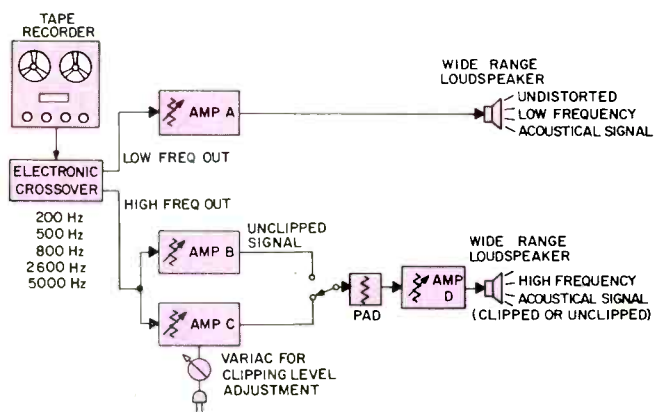 TAPE
RECORDER
WIDE RANGE
LOUDSPEAKER
UNDISTORTED
LOW FREQUENCY
ACOUSTICAL SIGNAL
AMP A
LOW FREQ OUT
ELECTRONIC
CROSSOVER
HIGH FREQ OUT
200 Hz
500 Hz
800 Hz
2600 Hz
5000 Hz
UNCLIPPED
SIGNAL
AMP B
AMP C
VARIAC FOR
CLIPPING LEVEL
ADJUSTMENT
PAD
AMP
D
WIDE RANGE
LOUDSPEAKER
HIGH FREQUENCY
ACOUSTICAL SIGNAL
(CLIPPED OR UNCLIPPED)